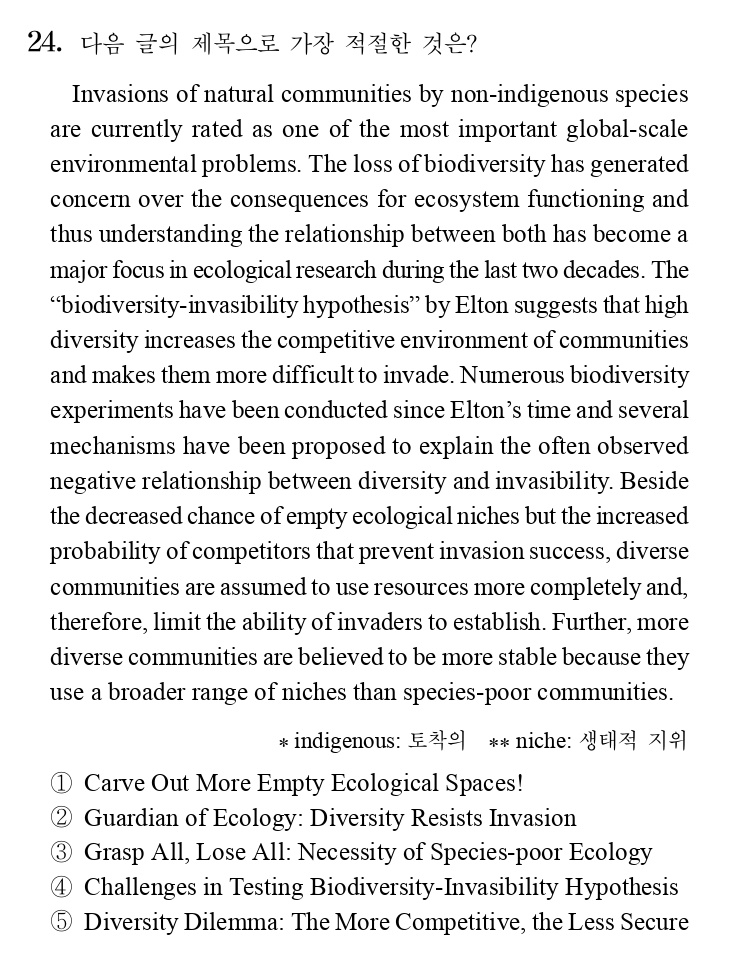 24. 다음 글의 제목으로 가장 적절한 것은?
Invasions of natural communities by non-indigenous species
are currently rated as one of the most important global-scale
environmental problems. The loss of biodiversity has generated
concern over the consequences for ecosystem functioning and
thus understanding the relationship between both has become a
major focus in ecological research during the last two decades. The
“biodiversity-invasibility hypothesis” by Elton suggests that high
diversity increases the competitive environment of communities
and makes them more difficult to invade. Numerous biodiversity
experiments have been conducted since Elton’s time and several
mechanisms have been proposed to explain the often observed
negative relationship between diversity and invasibility. Beside
the decreased chance of empty ecological niches but the increased
probability of competitors that prevent invasion success, diverse
communities are assumed to use resources more completely and,
therefore, limit the ability of invaders to establish. Further, more
diverse communities are believed to be more stable because they
use a broader range of niches than species-poor communities.
* indigenous: 토착의 ** niche: 생태적 지위
① Carve Out More Empty Ecological Spaces!
② Guardian of Ecology: Diversity Resists Invasion
③ Grasp All, Lose All: Necessity of Species-poor Ecology
④ Challenges in Testing Biodiversity-Invasibility Hypothesis
⑤ Diversity Dilemma: The More Competitive, the Less Secure